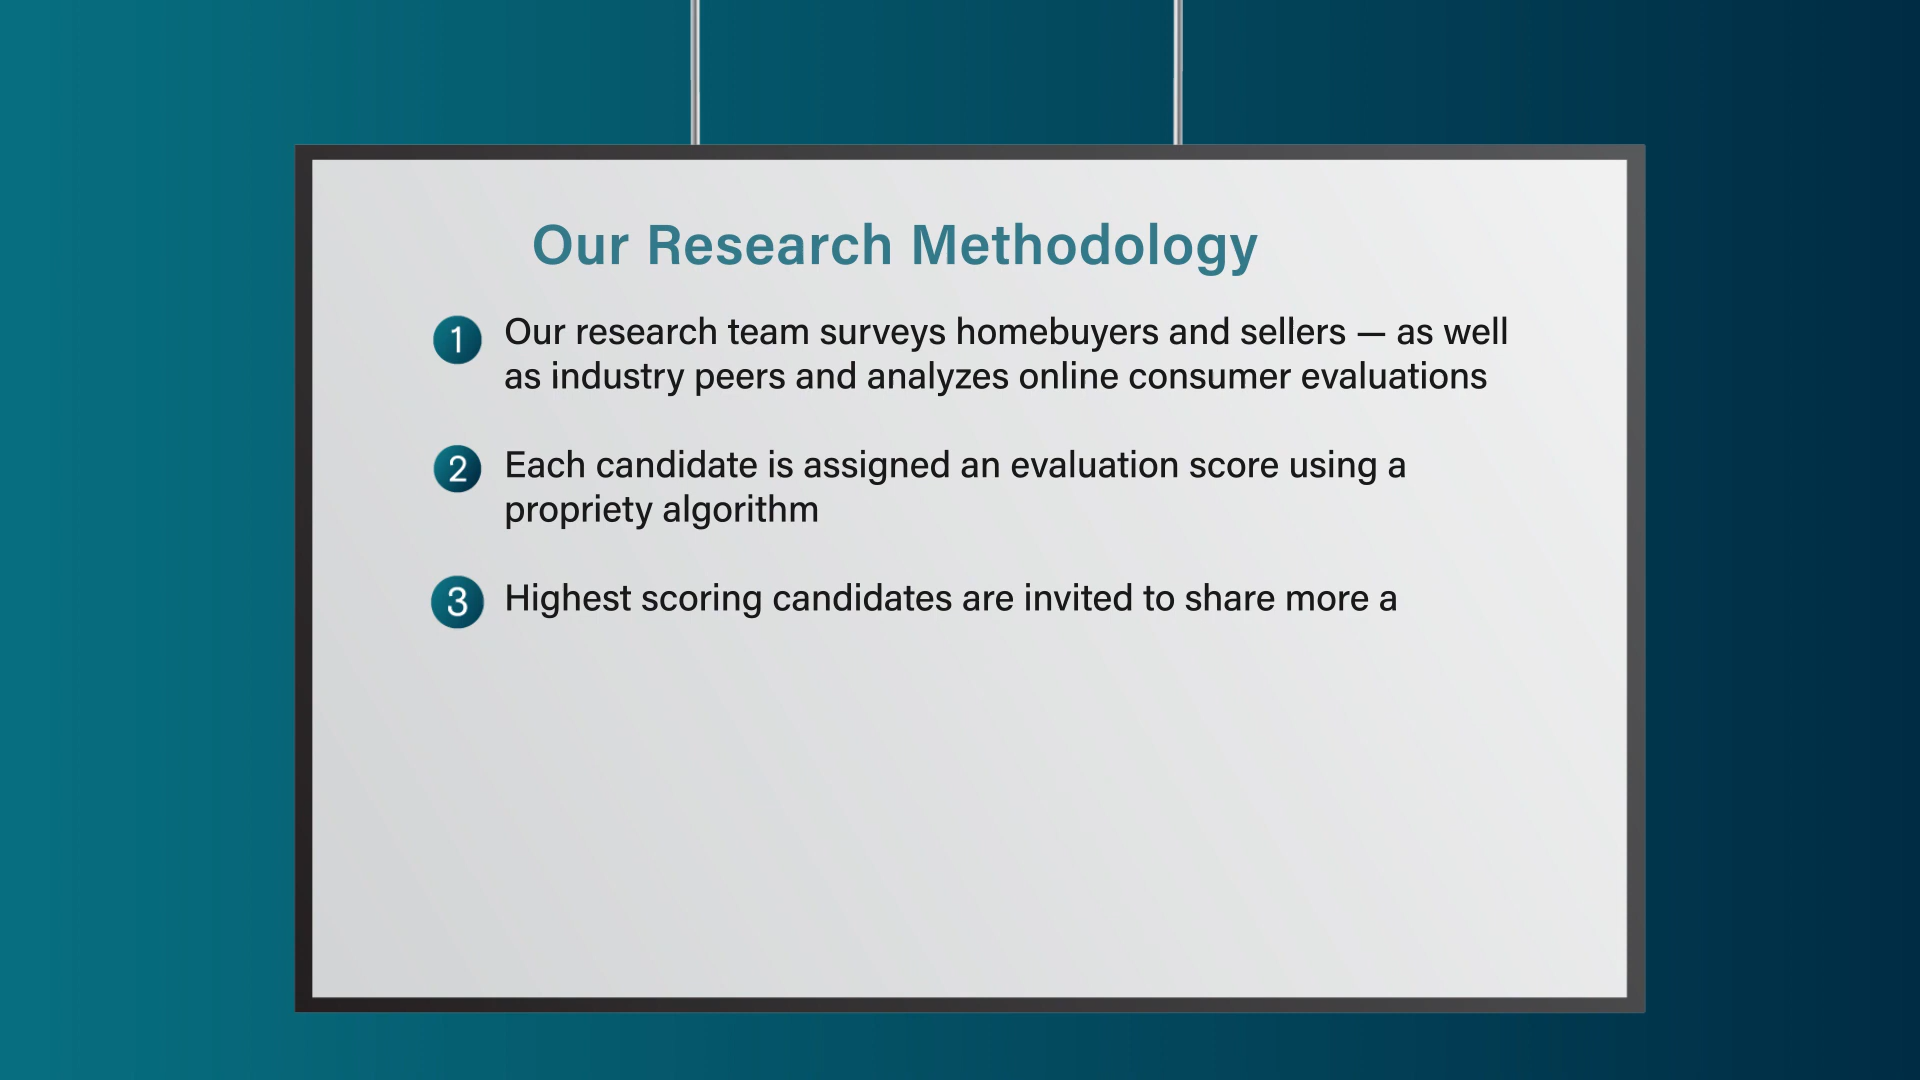 Our Research Methodology
1 Our research team surveys homebuyers and sellers — as well
as industry peers and analyzes online consumer evaluations
2 Each candidate is assigned an evaluation score using a
propriety algorithm
3 Highest scoring candidates are invited to share more a